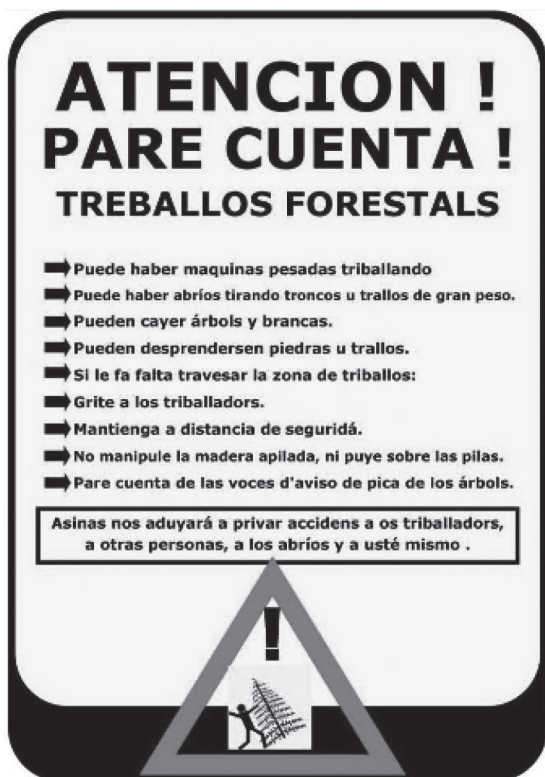 ATENCION !
PARE CUENTA !
TREBALLOS FORESTALS
Puede haber maquinas pesadas triballando
Puede haber abríos tirando troncos u trallos de gran peso.
Pueden cayer árbols y brancas.
Pueden desprendersen piedras u trallos.
Si le fa falta travesar la zona de triballos:
Grite a los triballadors.
Mantienga a distancia de seguridá.
No manipule la madera apilada, ni puye sobre las pilas.
Pare cuenta de las voces d'aviso de pica de los árbols.
Asinas nos aduyará a privar accidens a os triballadors,
a otras personas, a los abríos y a usté mismo .
!